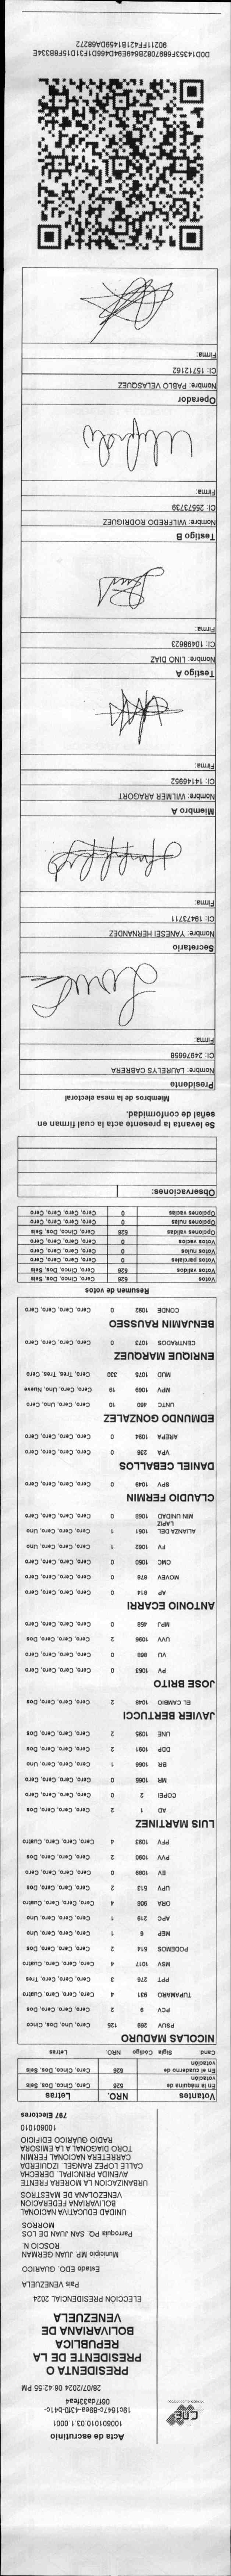 CNE
Acta de escrutinio
100601010 03.1.0001
28/07/2024 06:42:55 PM
PRESIDENTA O
PRESIDENTE DE LA
REPUBLICA
BOLIVARIANA DE
VENEZUELA
ELECCIÓN PRESIDENCIAL 2024
País VENEZUELA
Estado EDO. GUARICO
Municipio MP. JUAN GERMAN
ROSCIO N.
Parroquia PQ. SAN JUAN DE LOS
MORROS
UNIDAD EDUCATIVA NACIONAL
BOLIVARIANA FEDERACION
VENEZOLANA DE MAESTROS
URBANIZACIÓN LA MORERA FRENTE
AVENIDA PRINCIPAL. DERECHA
CALLE LOPEZ RANGEL. IZQUIERDA
CARRETERA NACIONAL FERMIN
TORO DIAGONAL A LA EMISORA
RADIO GUARICO EDIFICIO
100601010
797 Electores
Votantes NRO. Letras
En la máquina de votación 526 Cero, Cinco, Dos, Seis
En el cuaderno de votación 526 Cero, Cinco, Dos, Seis
Cand Sigla Código NRO. Letras
NICOLAS MADURO
PSUV 269 125 Cero, Uno, Dos, Cinco
PCV 9 2 Cero, Cero, Cero, Dos
TUPAMARO 931 4 Cero, Cero, Cero, Cuatro
PPT 276 3 Cero, Cero, Cero, Tres
MSV 1017 4 Cero, Cero, Cero, Cuatro
PODEMOS 514 2 Cero, Cero, Cero, Dos
MEP 6 1 Cero, Cero, Cero, Uno
APC 219 1 Cero, Cero, Cero, Uno
ORA 906 4 Cero, Cero, Cero, Cuatro
UPV 513 2 Cero, Cero, Cero, Dos
EV 1089 0 Cero, Cero, Cero, Cero
PVV 1090 2 Cero, Cero, Cero, Dos
PFV 1093 4 Cero, Cero, Cero, Cuatro
LUIS MARTINEZ
AD 1 2 Cero, Cero, Cero, Dos
COPEI 2 0 Cero, Cero, Cero, Cero
MR 1065 0 Cero, Cero, Cero, Cero
BR 1066 1 Cero, Cero, Cero, Uno
DDP 1091 2 Cero, Cero, Cero, Dos
UNE 1095 2 Cero, Cero, Cero, Dos
JAVIER BERTUCCI
EL CAMBIO 1048 2 Cero, Cero, Cero, Dos
JOSE BRITO
PV 1053 0 Cero, Cero, Cero, Cero
VU 968 0 Cero, Cero, Cero, Cero
UVV 1096 2 Cero, Cero, Cero, Dos
MPJ 468 0 Cero, Cero, Cero, Cero
ANTONIO ECARRI
AP 814 0 Cero, Cero, Cero, Cero
MOVEV 878 0 Cero, Cero, Cero, Cero
CMC 1050 0 Cero, Cero, Cero, Cero
FV 1062 1 Cero, Cero, Cero, Uno
ALIANZA DEL LAPIZ 1081 1 Cero, Cero, Cero, Uno
MIN UNIDAD 1068 0 Cero, Cero, Cero, Cero
CLAUDIO FERMIN
SPV 1049 0 Cero, Cero, Cero, Cero
DANIEL CEBALLOS
VPA 236 0 Cero, Cero, Cero, Cero
AREPA 1094 0 Cero, Cero, Cero, Cero
EDMUNDO GONZALEZ
UNTC 460 10 Cero, Cero, Uno, Cero
MPV 1069 19 Cero, Cero, Uno, Nueve
MUD 1075 330 Cero, Tres, Tres, Cero
ENRIQUE MARQUEZ
CENTRADOS 1073 0 Cero, Cero, Cero, Cero
BENJAMIN RAUSSEO
CONDE 1092 0 Cero, Cero, Cero, Cero
Resumen de votos
Votos 526 Cero, Cinco, Dos, Seis
Votos validos 526 Cero, Cinco, Dos, Seis
Votos parciales 0 Cero, Cero, Cero, Cero
Votos nulos 0 Cero, Cero, Cero, Cero
Votos vacios 0 Cero, Cero, Cero, Cero
Opciones validas 526 Cero, Cinco, Dos, Seis
Opciones nulas 0 Cero, Cero, Cero, Cero
Opciones vacias 0 Cero, Cero, Cero, Cero
Observaciones:
Se levanta la presente acta la cual firman en
señal de conformidad.
Miembros de la mesa electoral
Presidente
Nombre: LAURELYS CABRERA
CI: 24976658
Firma:
Secretario
Nombre: YANESEI HERNANDEZ
CI: 19473711
Firma:
Miembro A
Nombre: WILMER ARAGORT
CI: 14146952
Firma:
Testigo A
Nombre: LINO DIAZ
CI: 10498623
Firma:
Testigo B
Nombre: WILFREDO RODRIGUEZ
CI: 25573739
Firma:
Operador
Nombre: PABLO VELASQUEZ
CI: 15712162
Firma: